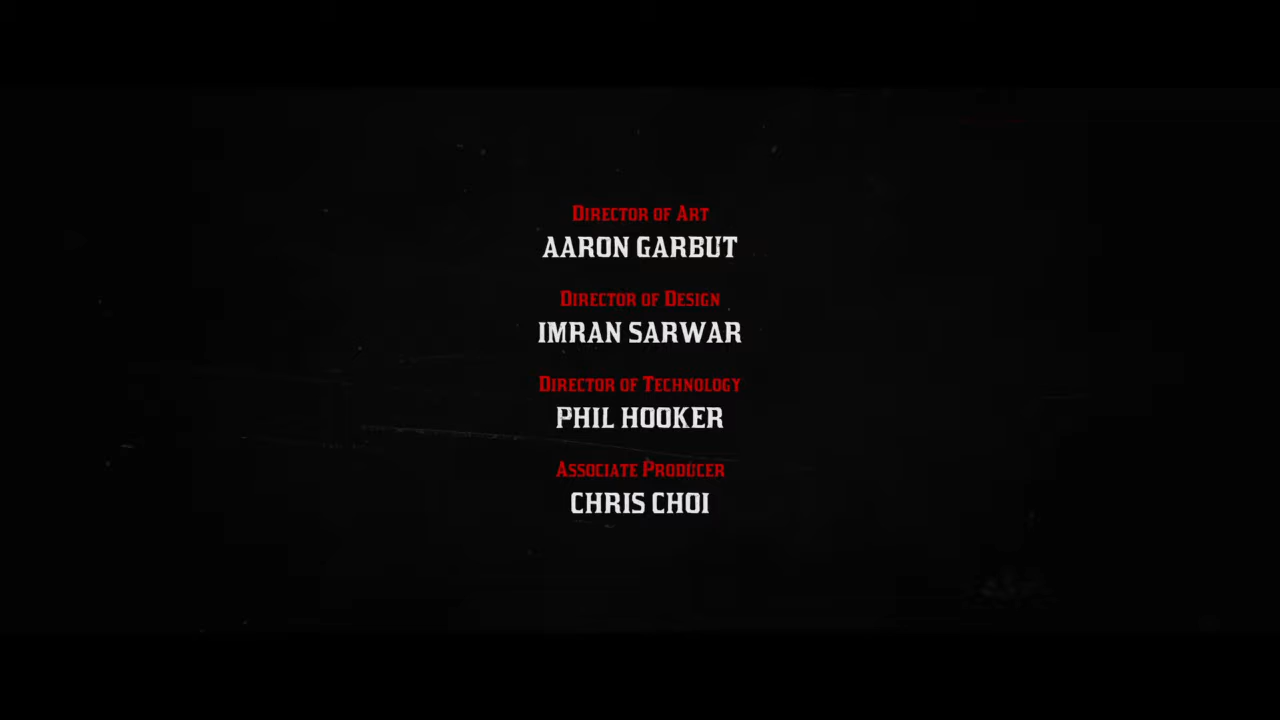 Director of Art
AARON GARBUT
Director of Design
IMRAN SARWAR
Director of Technology
PHIL HOOKER
Associate Producer
CHRIS CHOI